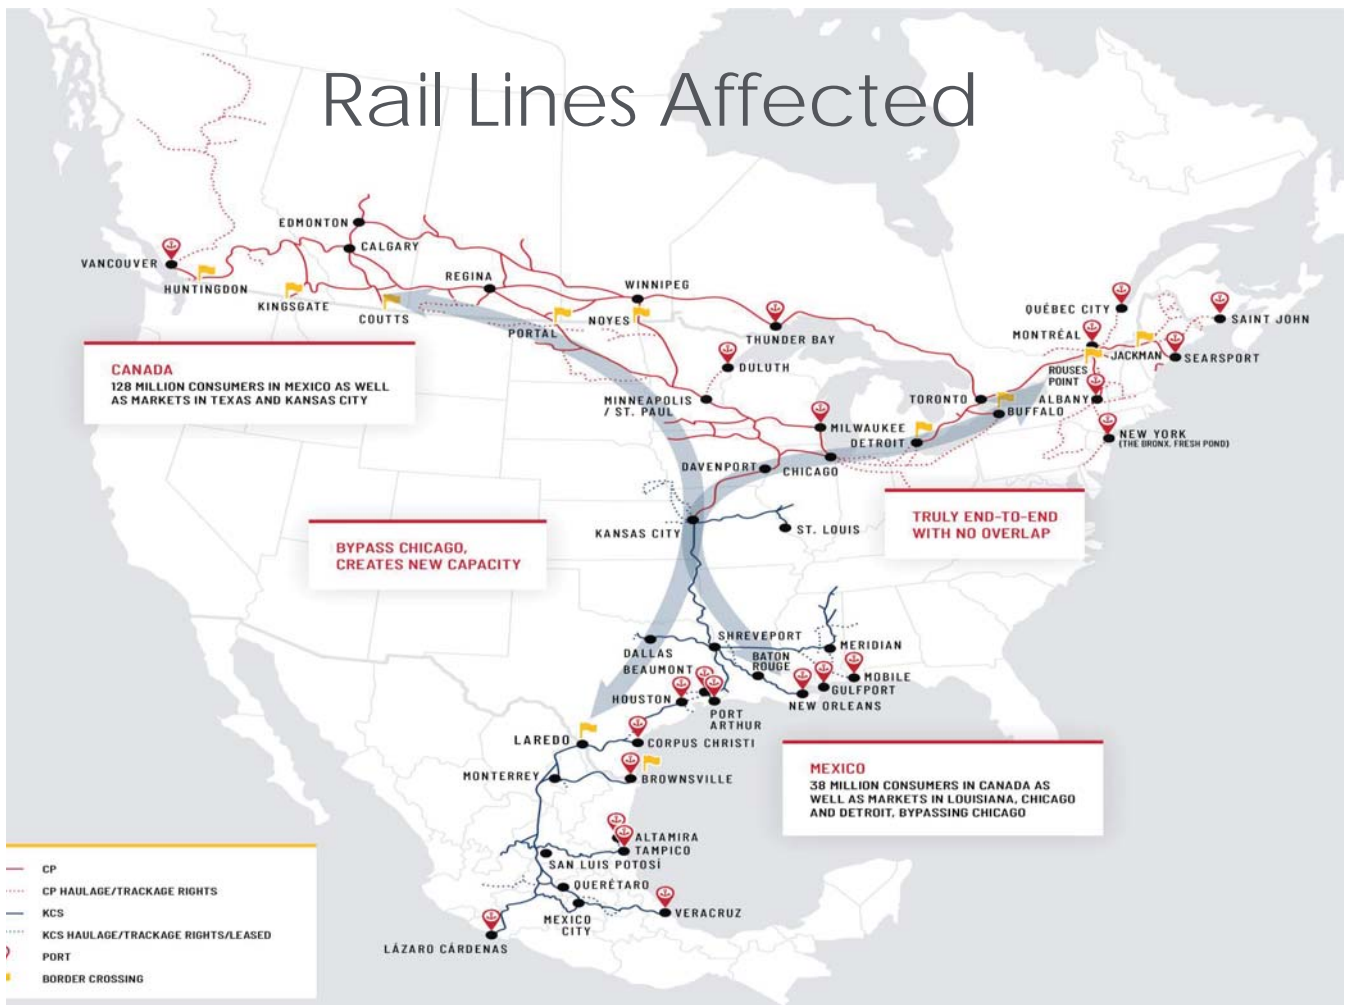 Rail Lines Affected
EDMONTON
CALGARY
VANCOUVER
HUNTINGDON
KINGSGATE
COUTTS
REGINA
PORTAL
WINNIPEG
NOYES
THUNDER BAY
DULUTH
MINNEAPOLIS
/ ST. PAUL
QUÉBEC CITY
MONTRÉAL
SAINT JOHN
JACKMAN
SEARSPORT
ROUSES
POINT
TORONTO
ALBANY
BUFFALO
MILWAUKEE
DETROIT
NEW YORK
(THE BRONX, FRESH POND)
DAVENPORT
CHICAGO
CANADA
128 MILLION CONSUMERS IN MEXICO AS WELL
AS MARKETS IN TEXAS AND KANSAS CITY
BYPASS CHICAGO,
CREATES NEW CAPACITY
TRULY END-TO-END
WITH NO OVERLAP
KANSAS CITY
ST. LOUIS
SHREVEPORT
MERIDIAN
DALLAS
BATON
ROUGE
BEAUMONT
MOBILE
GULFPORT
HOUSTON
NEW ORLEANS
PORT
ARTHUR
LAREDO
CORPUS CHRISTI
MONTERREY
BROWNSVILLE
MEXICO
38 MILLION CONSUMERS IN CANADA AS
WELL AS MARKETS IN LOUISIANA, CHICAGO
AND DETROIT, BYPASSING CHICAGO
ALTAMIRA
TAMPICO
SAN LUIS POTOSÍ
QUERÉTARO
MEXICO
CITY
VERACRUZ
LÁZARO CÁRDENAS
CP
CP HAULAGE/TRACKAGE RIGHTS
KCS
KCS HAULAGE/TRACKAGE RIGHTS/LEASED
PORT
BORDER CROSSING